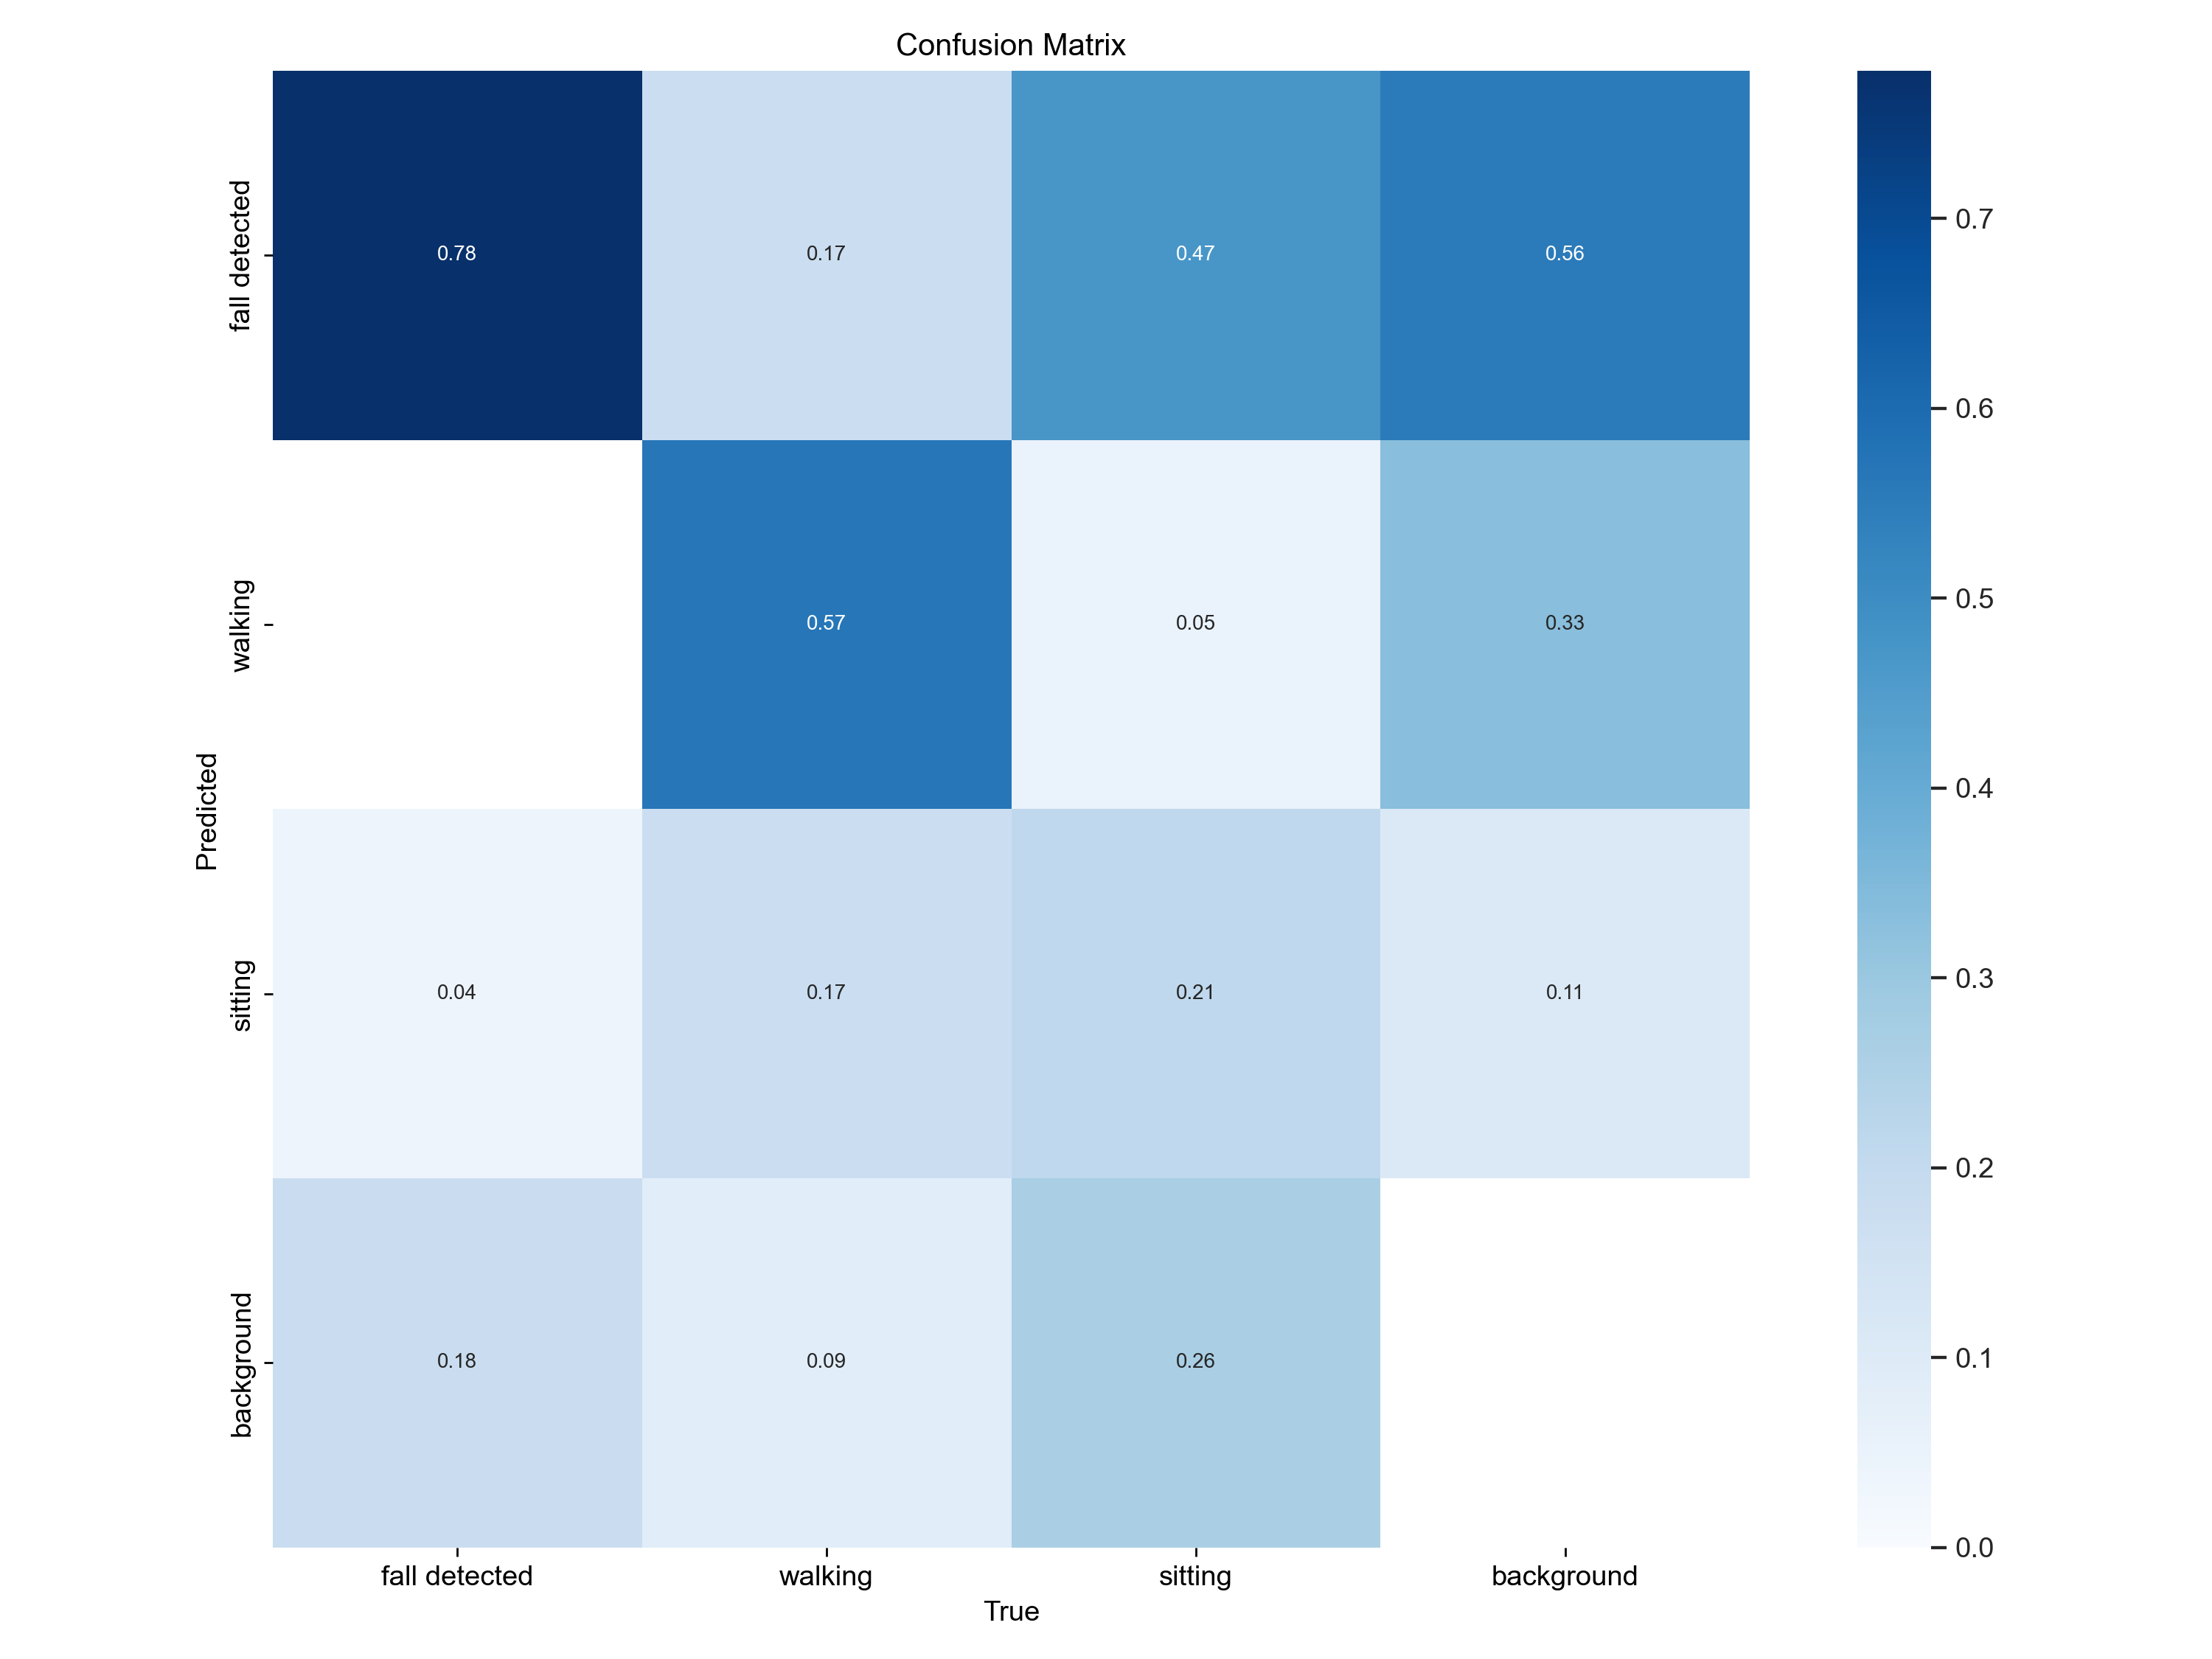 Confusion Matrix
fall detected
0.78
0.17
0.47
0.56
walking
0.57
0.05
0.33
sitting
0.04
0.17
0.21
0.11
background
0.18
0.09
0.26
Predicted
fall detected
walking
sitting
background
True
0.7
0.6
0.5
0.4
0.3
0.2
0.1
0.0